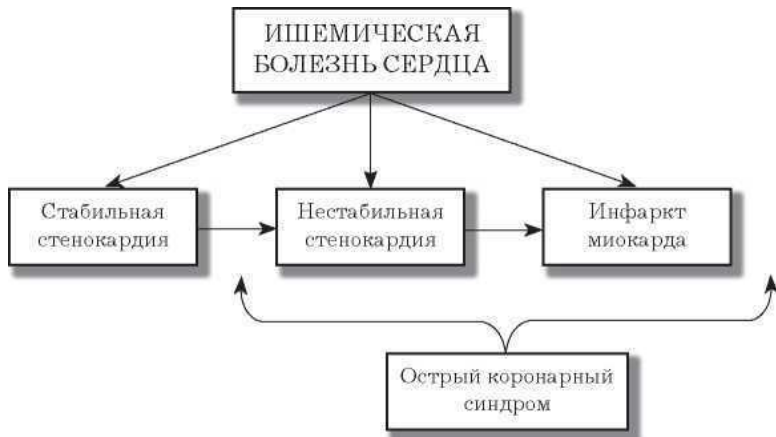 ИШЕМИЧЕСКАЯ
БОЛЕЗНЬ СЕРДЦА
Стабильная
стенокардия
Нестабильная
стенокардия
Инфаркт
миокарда
Острый коронарный
синдром